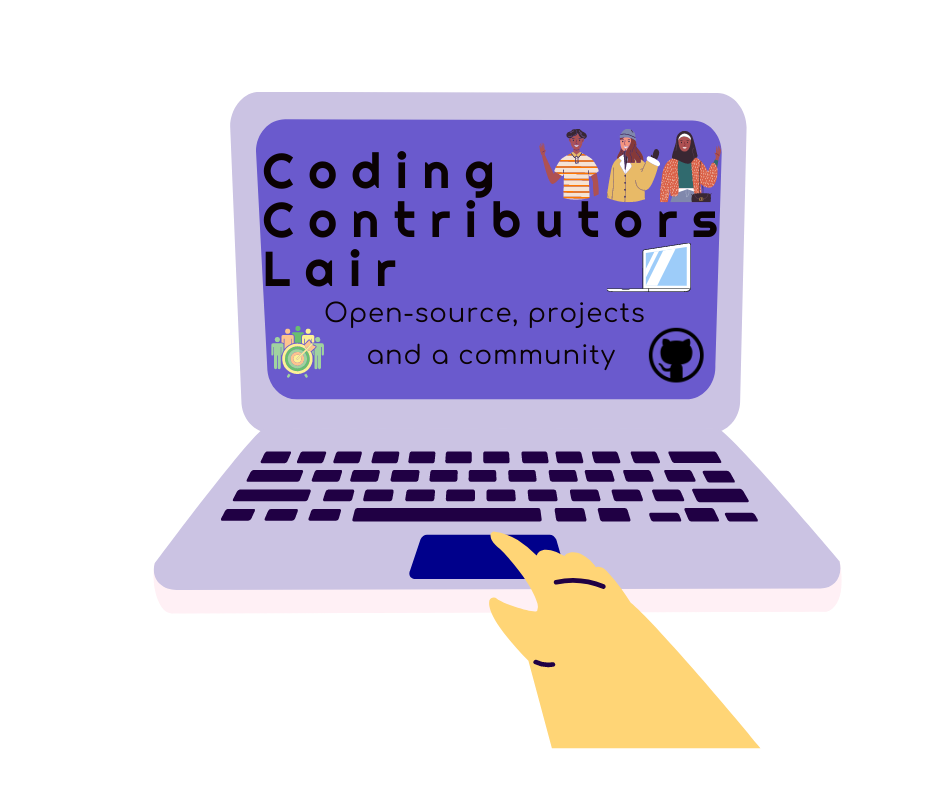 Coding
Contributors
Lair
Open-source, projects
and a community